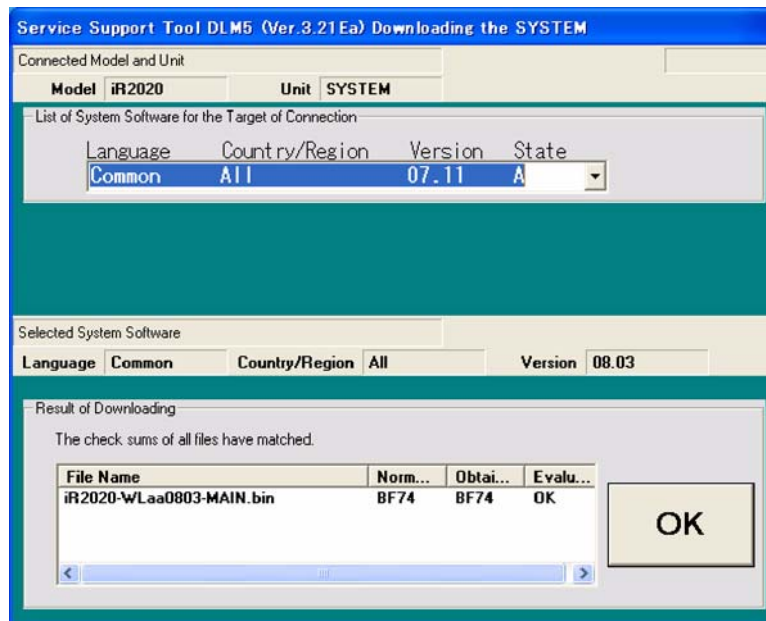 Service Support Tool DLM5 (Ver.3.21Ea) Downloading the SYSTEM
Connected Model and Unit
Model iR2020 Unit SYSTEM
List of System Software for the Target of Connection
Language Country/Region Version State
Common All 07.11 A
Selected System Software
Language Common Country/Region All Version 08.03
Result of Downloading
The check sums of all files have matched.
File Name Norm... Obtai... Evalu...
iR2020-WLaa0803-MAIN.bin BF74 BF74 OK
OK